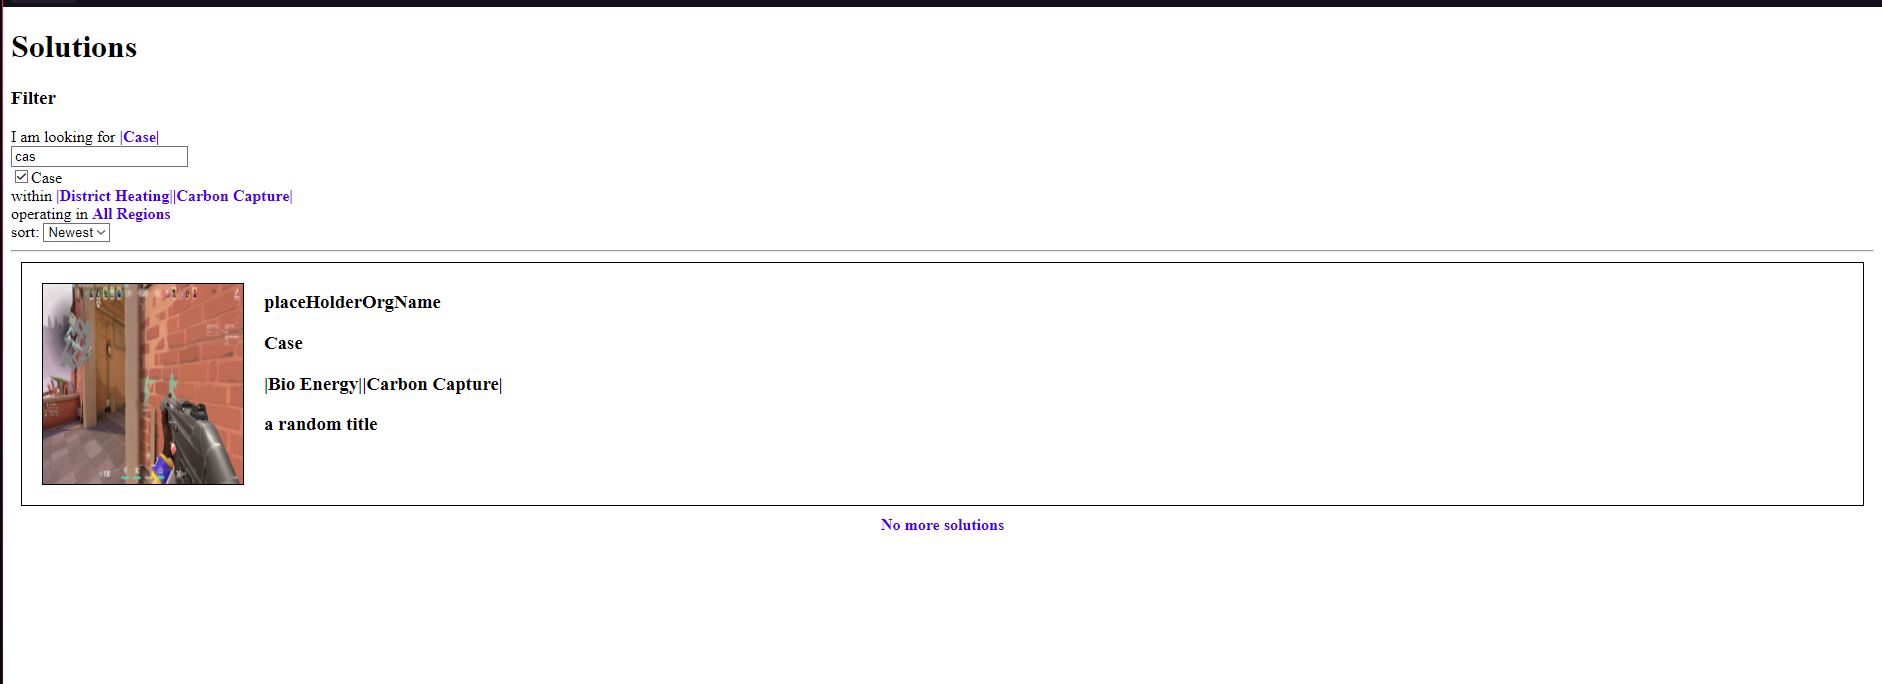 Solutions
Filter
I am looking for |Case|
cas
Case
within |District Heating||Carbon Capture|
operating in All Regions
sort: Newest
placeHolderOrgName
Case
|Bio Energy||Carbon Capture|
a random title
100
No more solutions